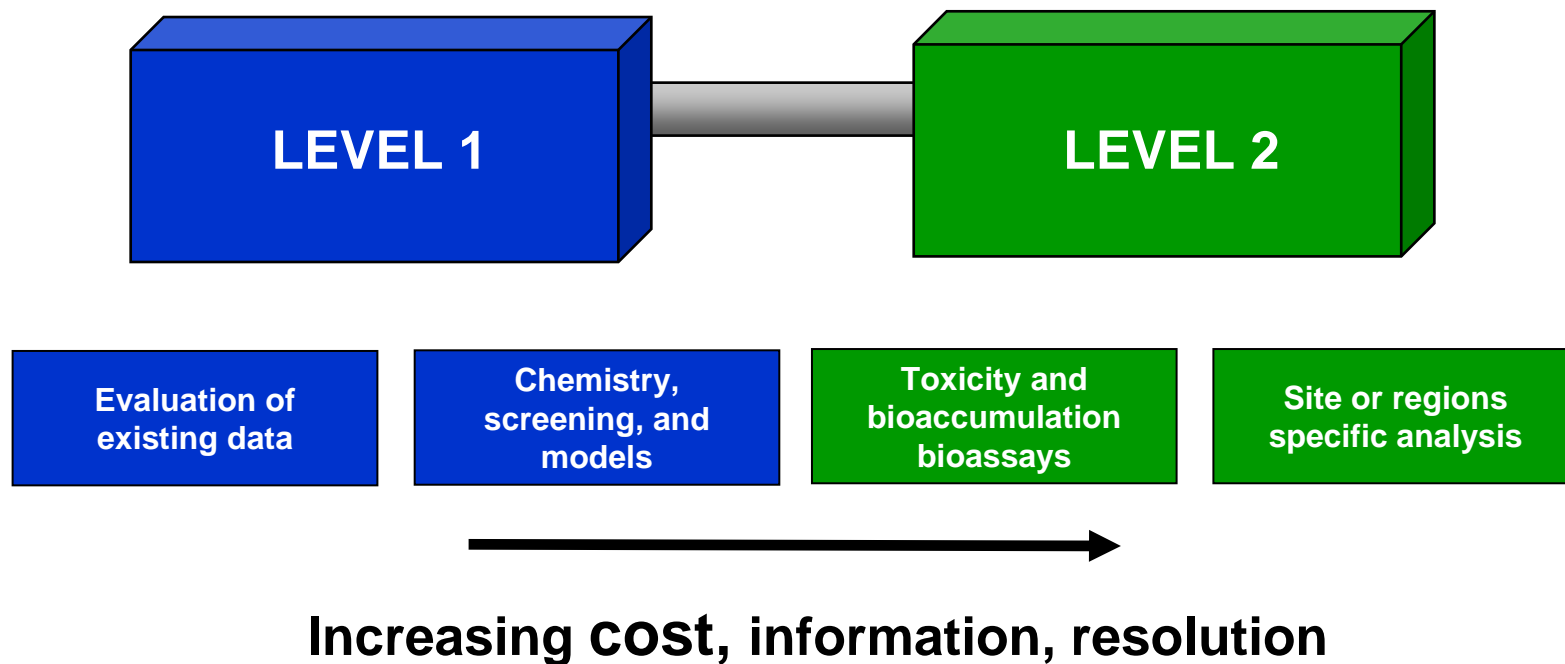 LEVEL 1
LEVEL 2
Evaluation of
existing data
Chemistry,
screening, and
models
Toxicity and
bioaccumulation
bioassays
Site or regions
specific analysis
Increasing cost, information, resolution